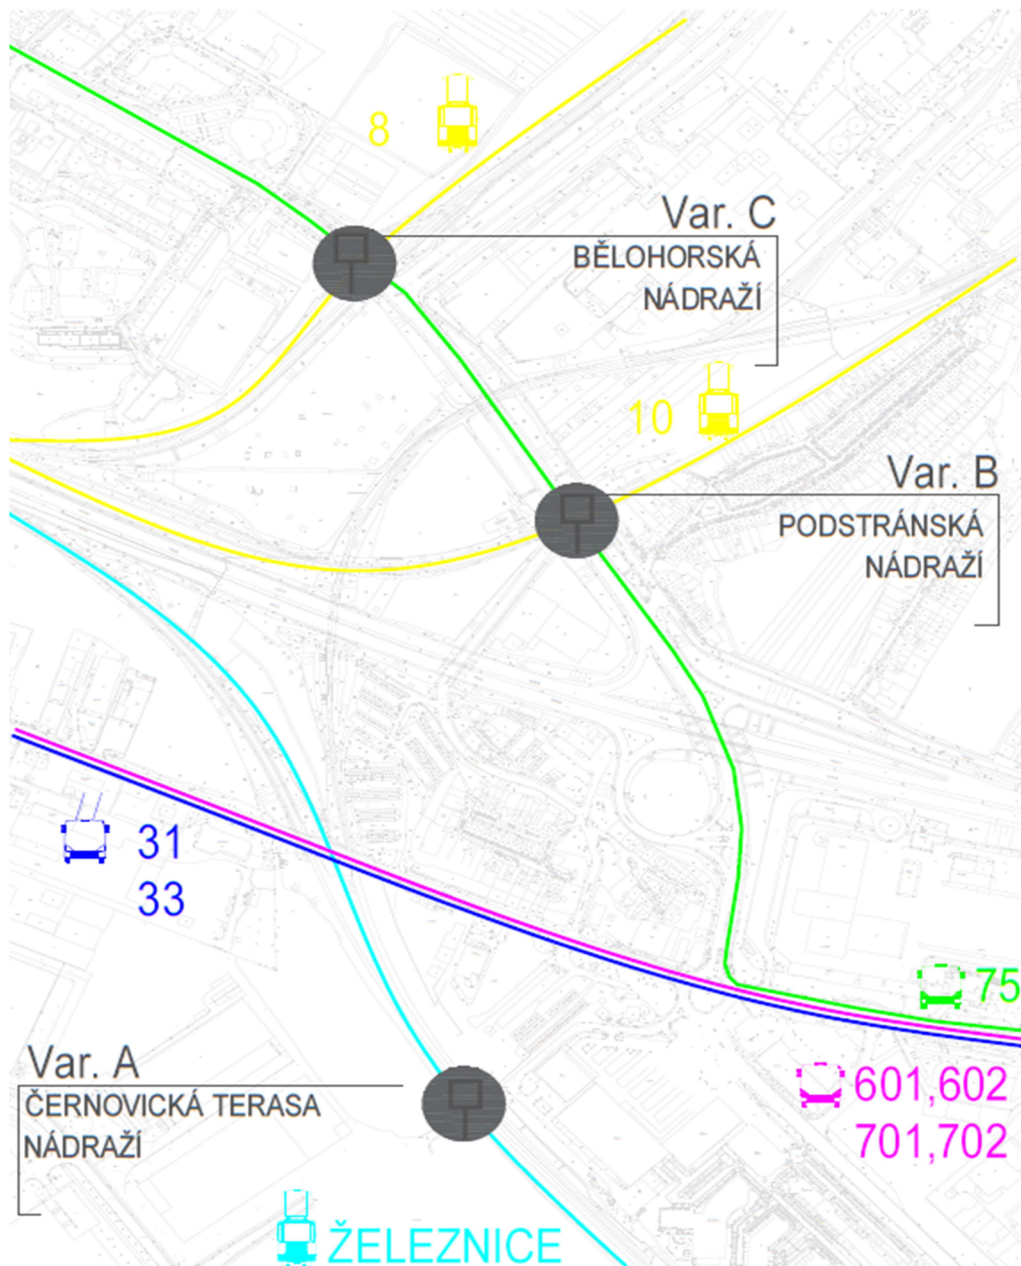 8
Var. C
BĚLOHORSKÁ
NÁDRAŽÍ
10
Var. B
PODSTRÁNSKÁ
NÁDRAŽÍ
31
33
75
Var. A
ČERNOVICKÁ TERASA
NÁDRAŽÍ
601,602
701,702
ŽELEZNICE